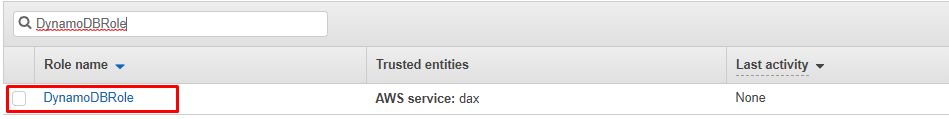 DynamoDBRole
Role name Trusted entities Last activity
DynamoDBRole AWS service: dax None